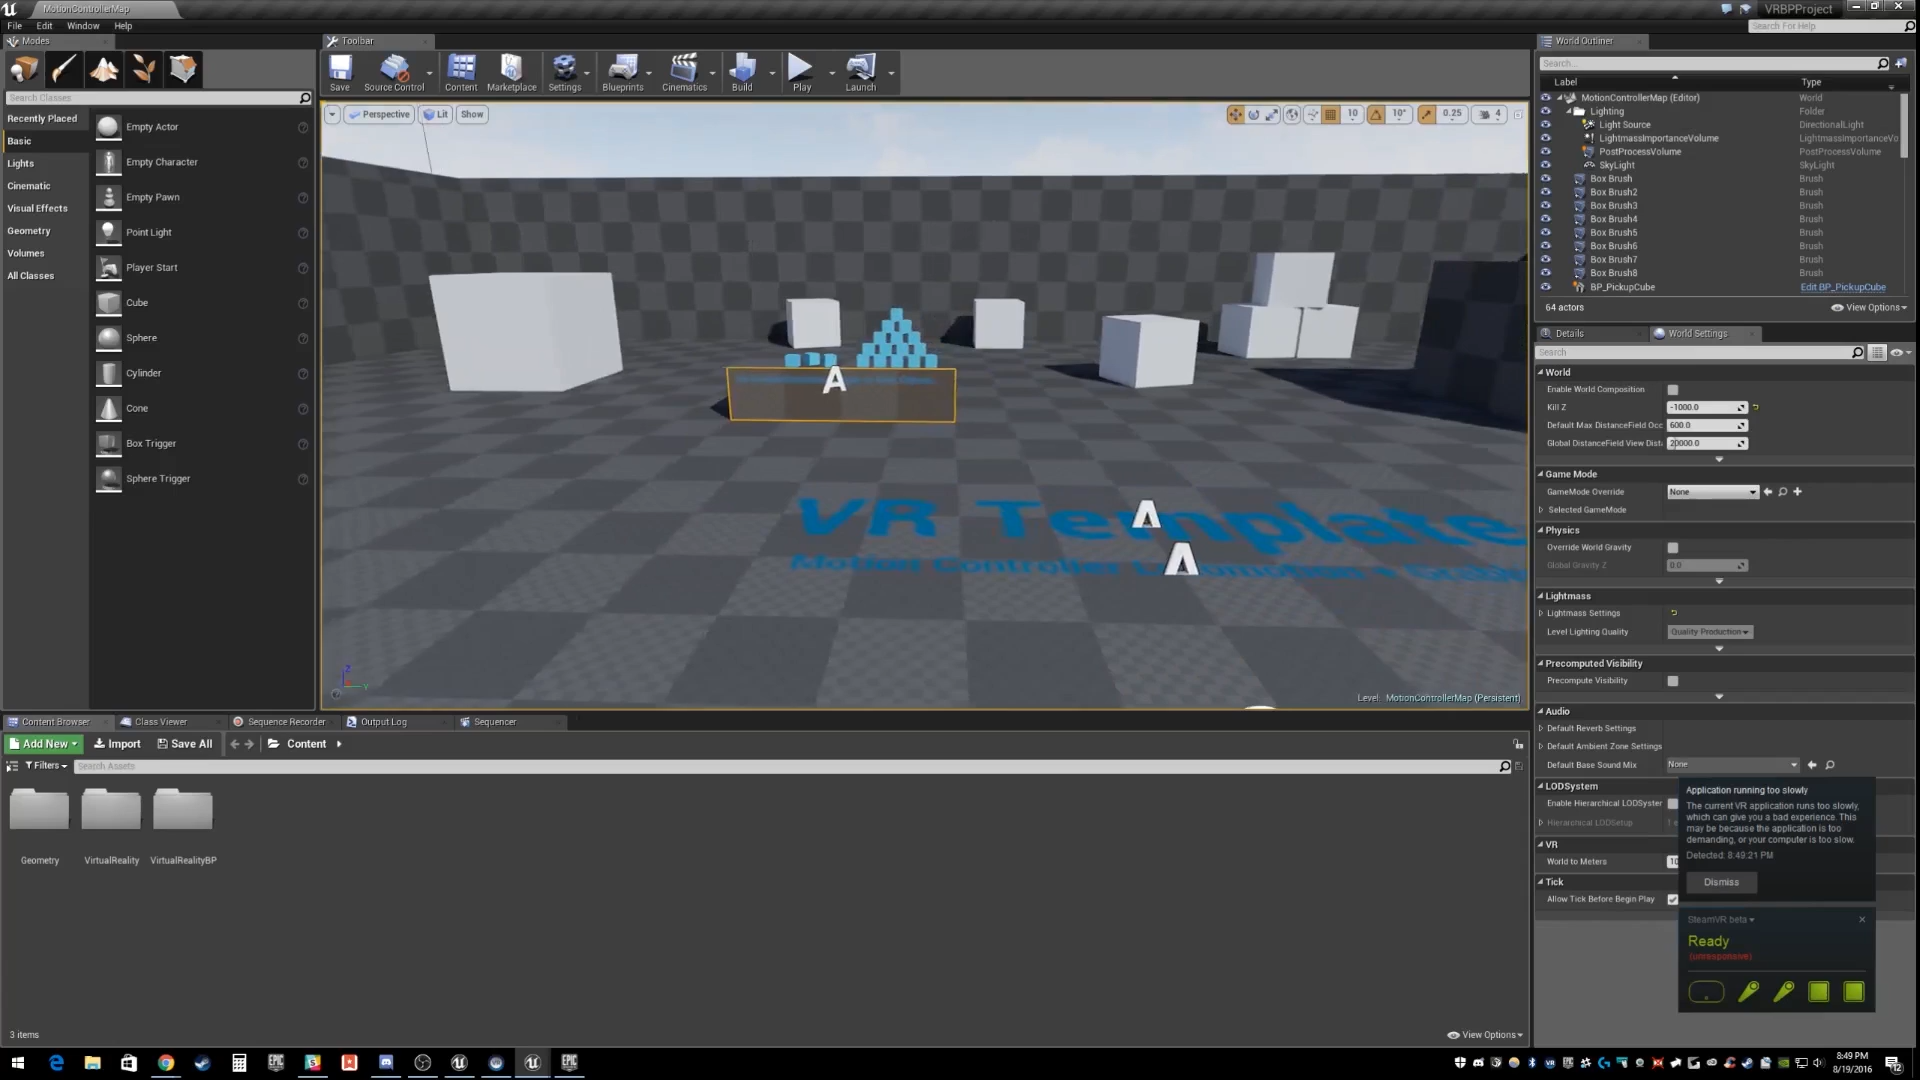 MotionControllerMap
VRBPProject
File Edit Window Help
Search For Help
Modes
Toolbar
World Outliner
Save
Source Control
Content
Marketplace
Settings
Blueprints
Cinematics
Build
Play
Launch
Search Classes
Recently Placed
Basic
Lights
Cinematic
Visual Effects
Geometry
Volumes
All Classes
Empty Actor
Empty Character
Empty Pawn
Point Light
Player Start
Cube
Sphere
Cylinder
Cone
Box Trigger
Sphere Trigger
Perspective
Lit
Show
10
10°
0.25
4
VR Template
Motion Controller Locomotion +
Level: MotionControllerMap (Persistent)
Search...
Label Type
MotionControllerMap (Editor) World
Lighting Folder
Light Source DirectionalLight
LightmassImportanceVolume LightmassImportanceVo
PostProcessVolume PostProcessVolume
SkyLight SkyLight
Box Brush Brush
Box Brush2 Brush
Box Brush3 Brush
Box Brush4 Brush
Box Brush5 Brush
Box Brush6 Brush
Box Brush7 Brush
Box Brush8 Brush
BP_PickupCube Edit BP_PickupCube
64 actors
View Options
Details
World Settings
Search
World
Enable World Composition
Kill Z -1000.0
Default Max DistanceField Occ 600.0
Global DistanceField View Dist 20000.0
Game Mode
GameMode Override None
Selected GameMode
Physics
Override World Gravity
Global Gravity Z 0.0
Lightmass
Lightmass Settings
Level Lighting Quality Quality Production
Precomputed Visibility
Precompute Visibility
Audio
Default Reverb Settings
Default Ambient Zone Settings
Default Base Sound Mix None
LODSystem
Enable Hierarchical LODSyster
Hierarchical LODSetup
VR
World to Meters 10
Tick
Allow Tick Before Begin Play
Application running too slowly
The current VR application runs too slowly,
which can give you a bad experience. This
may be because the application is too
demanding, or your computer is too slow.
Detected: 8:49:21 PM
Dismiss
SteamVR beta
Ready
(unresponsive)
Content Browser
Class Viewer
Sequence Recorder
Output Log
Sequencer
Add New
Import
Save All
Content
Filters
Search Assets
Geometry
VirtualReality
VirtualRealityBP
3 items
View Options
8:49 PM
8/19/2016